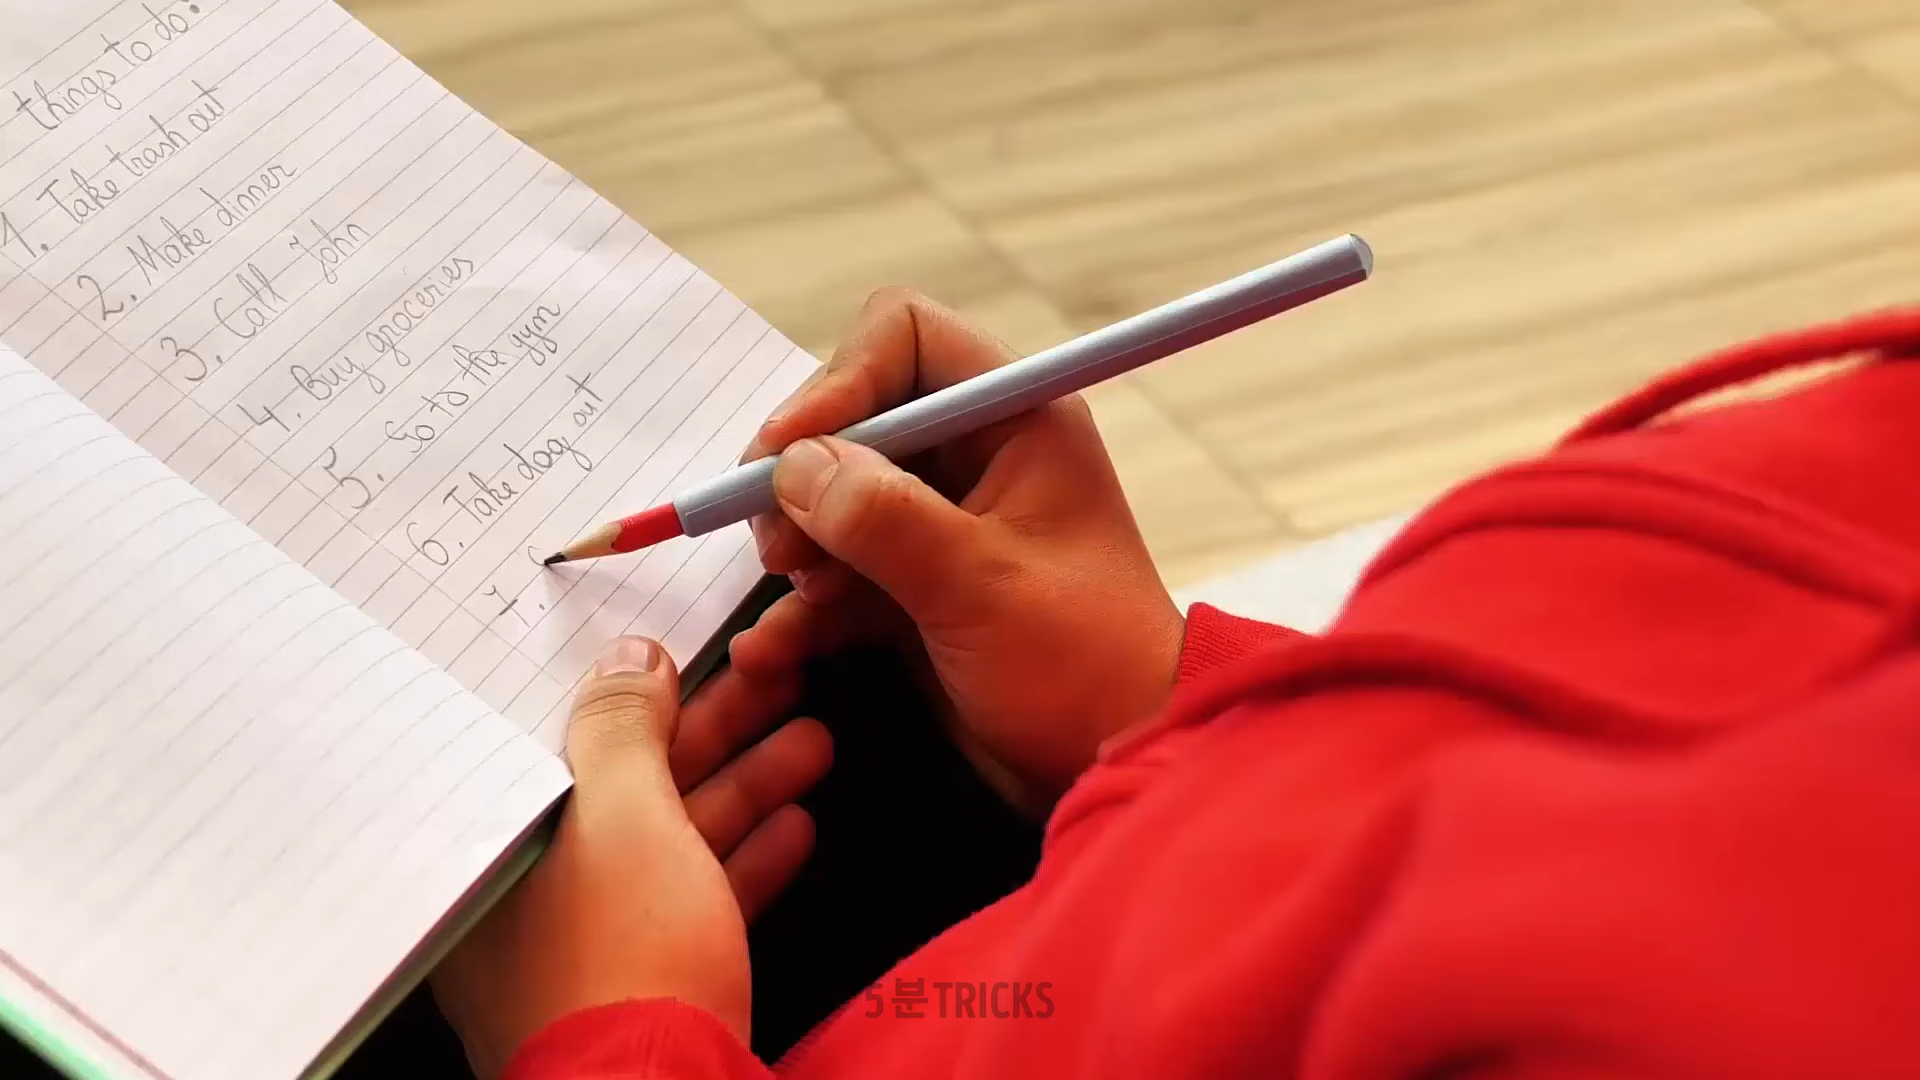 things to do:
1. Take trash out
2. Make dinner
3. Call John
4. Buy groceries
5. Go to the gym
6. Take dog out
7.
5분TRICKS